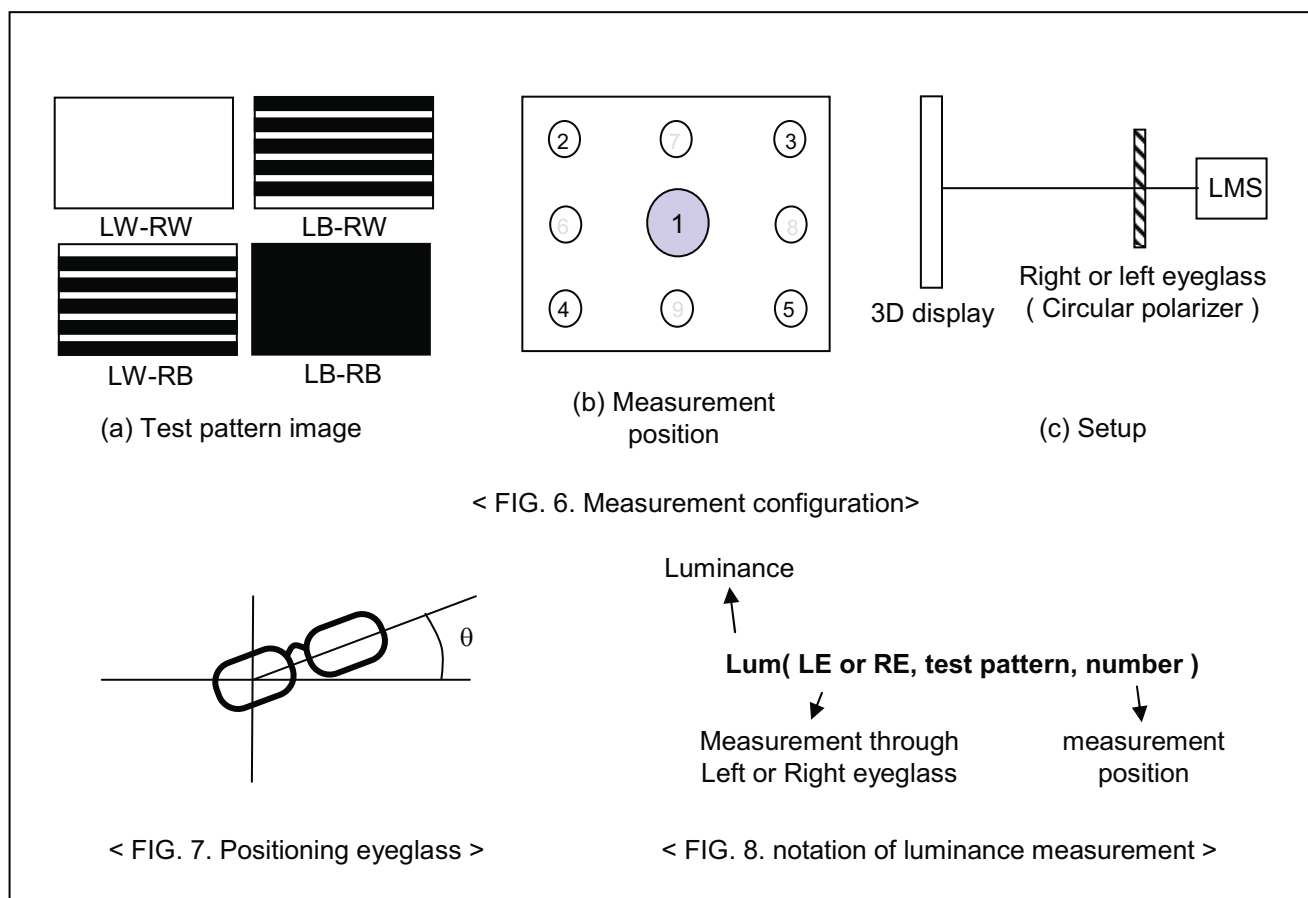 LW-RW
LB-RW
LW-RB
LB-RB
(a) Test pattern image
2
7
3
6
1
8
4
9
5
(b) Measurement
position
LMS
3D display
Right or left eyeglass
( Circular polarizer )
(c) Setup
< FIG. 6. Measurement configuration>
θ
< FIG. 7. Positioning eyeglass >
Luminance
Lum( LE or RE, test pattern, number )
Measurement through
Left or Right eyeglass
measurement
position
< FIG. 8. notation of luminance measurement >